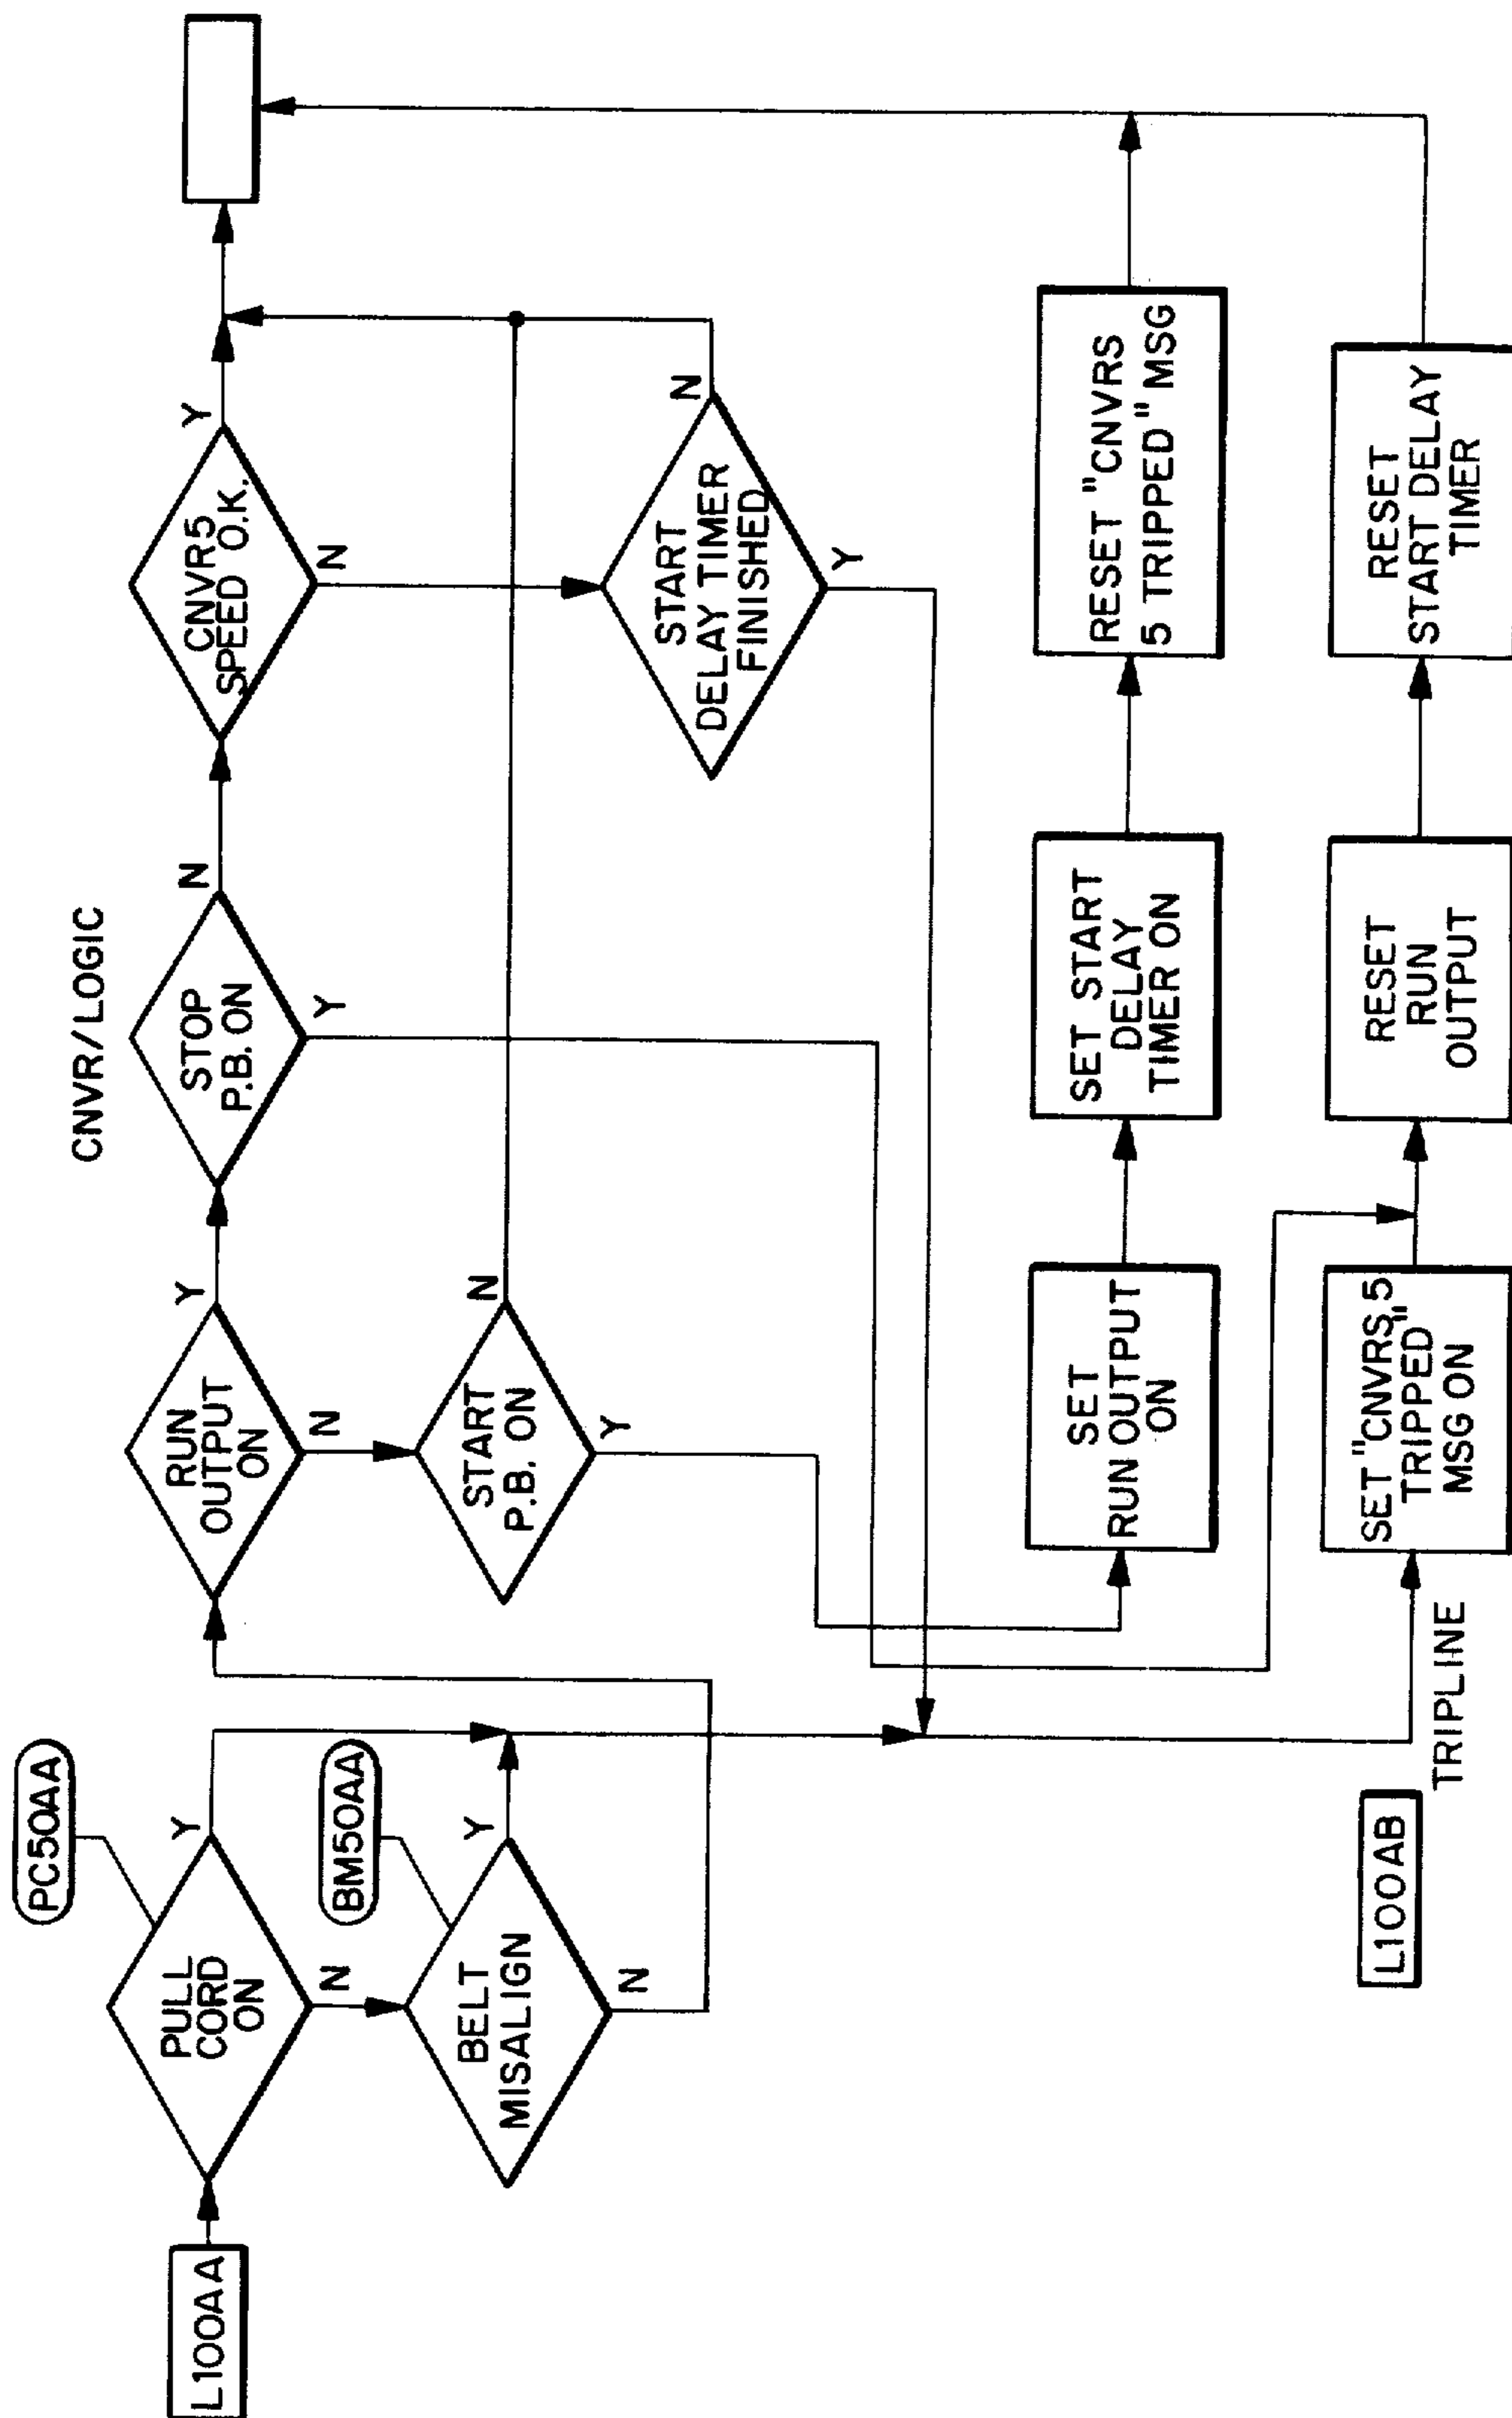 CNVR/LOGIC
L100AA
PULL
CORD
ON
PC50AA
Y
N
BELT
MISALIGN
BM50AA
Y
N
RUN
OUTPUT
ON
Y
N
START
P.B. ON
N
Y
STOP
P.B. ON
N
Y
CNVR5
SPEED O.K.
Y
N
START
DELAY TIMER
FINISHED
N
Y
SET
RUN OUTPUT
ON
SET START
DELAY
TIMER ON
RESET "CNVRS
5 TRIPPED" MSG
L100AB
TRIPLINE
SET "CNVRS 5
TRIPPED"
MSG ON
RESET
RUN
OUTPUT
RESET
START DELAY
TIMER